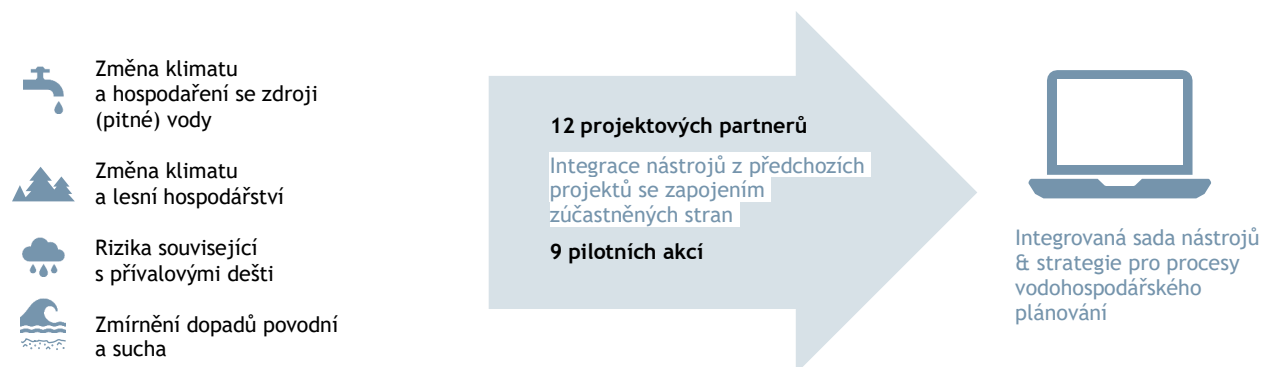 Změna klimatu
a hospodaření se zdroji
(pitné) vody
Změna klimatu
a lesní hospodářství
Rizika související
s přívalovými dešti
Zmírnění dopadů povodní
a sucha
12 projektových partnerů
Integrace nástrojů z předchozích
projektů se zapojením
zúčastněných stran
9 pilotních akcí
Integrovaná sada nástrojů
& strategie pro procesy
vodohospodářského
plánování